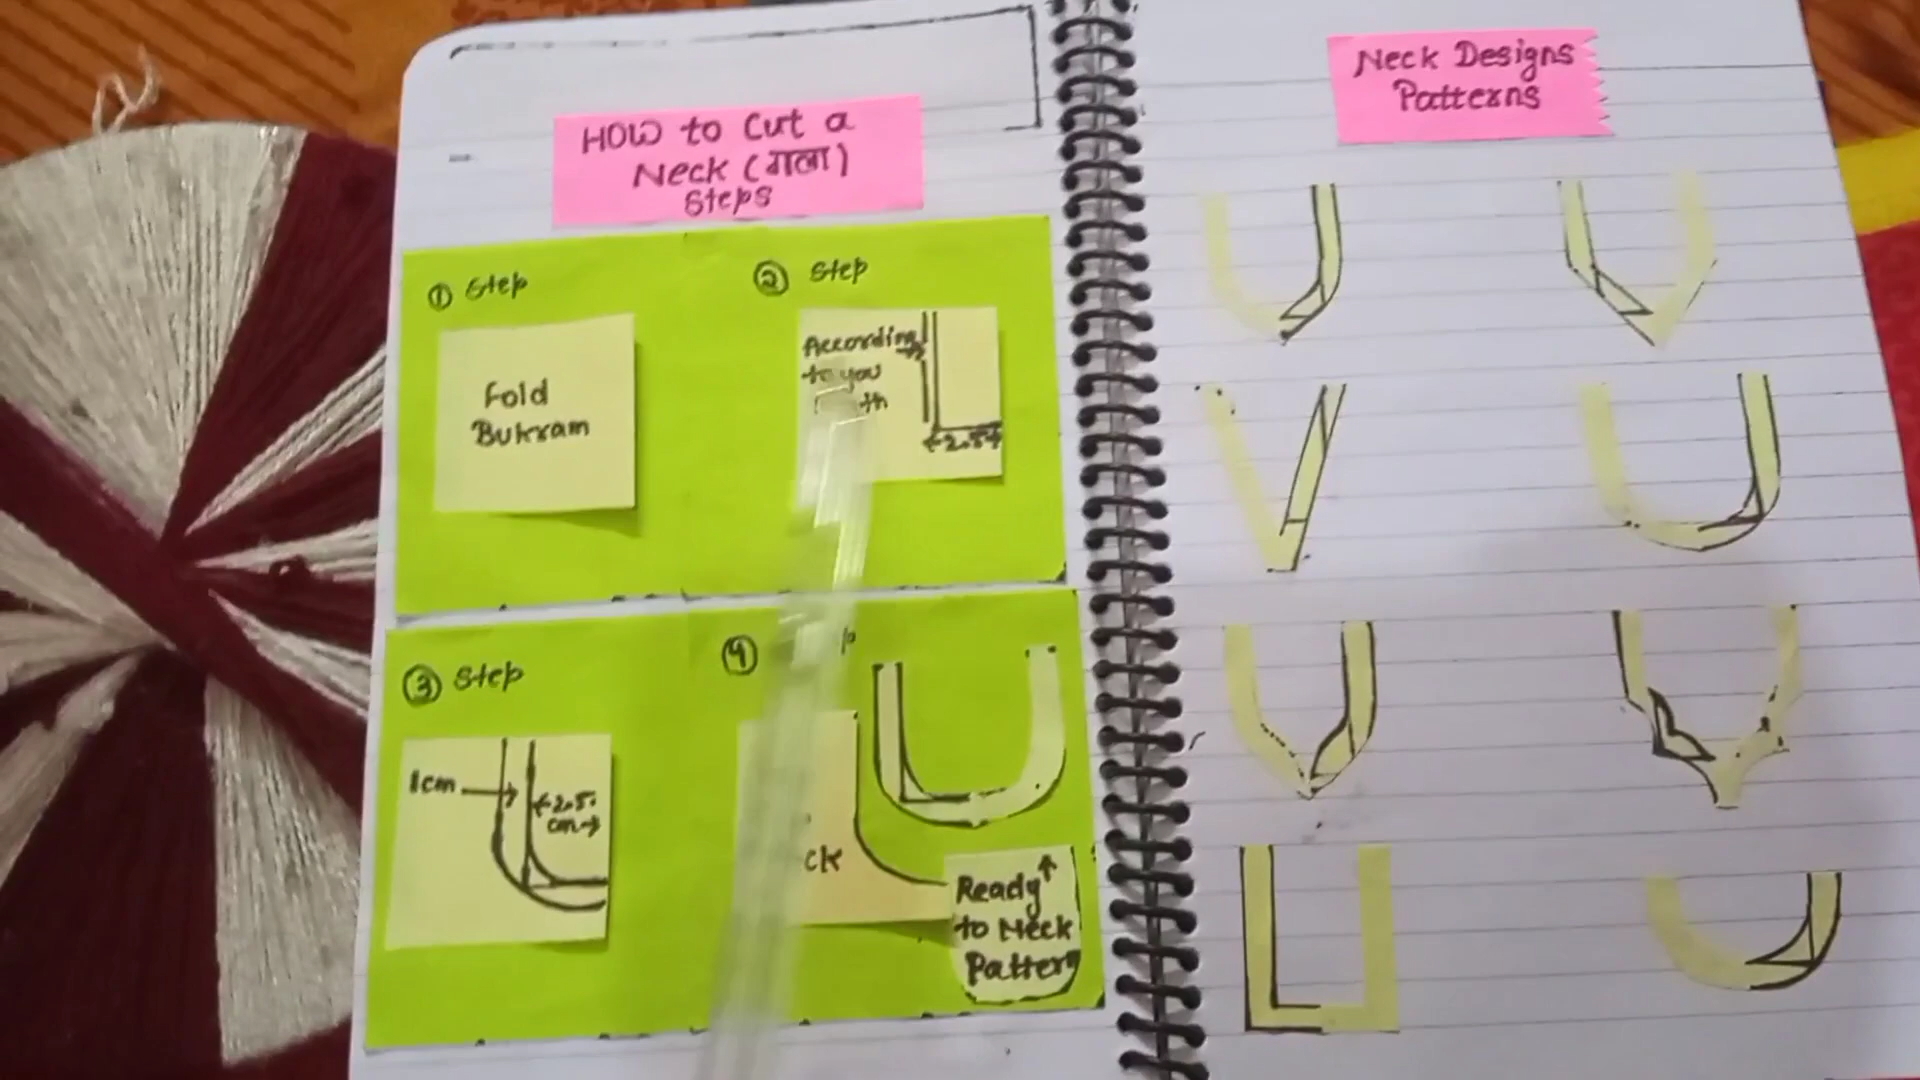 HOW to Cut a
Neck (गला)
Steps
① Step
Fold
Bukram
② Step
According
to you
2.5
③ Step
1cm
2.5.
cm
④
Ready
to Neck
Pattern
Neck Designs
Patterns